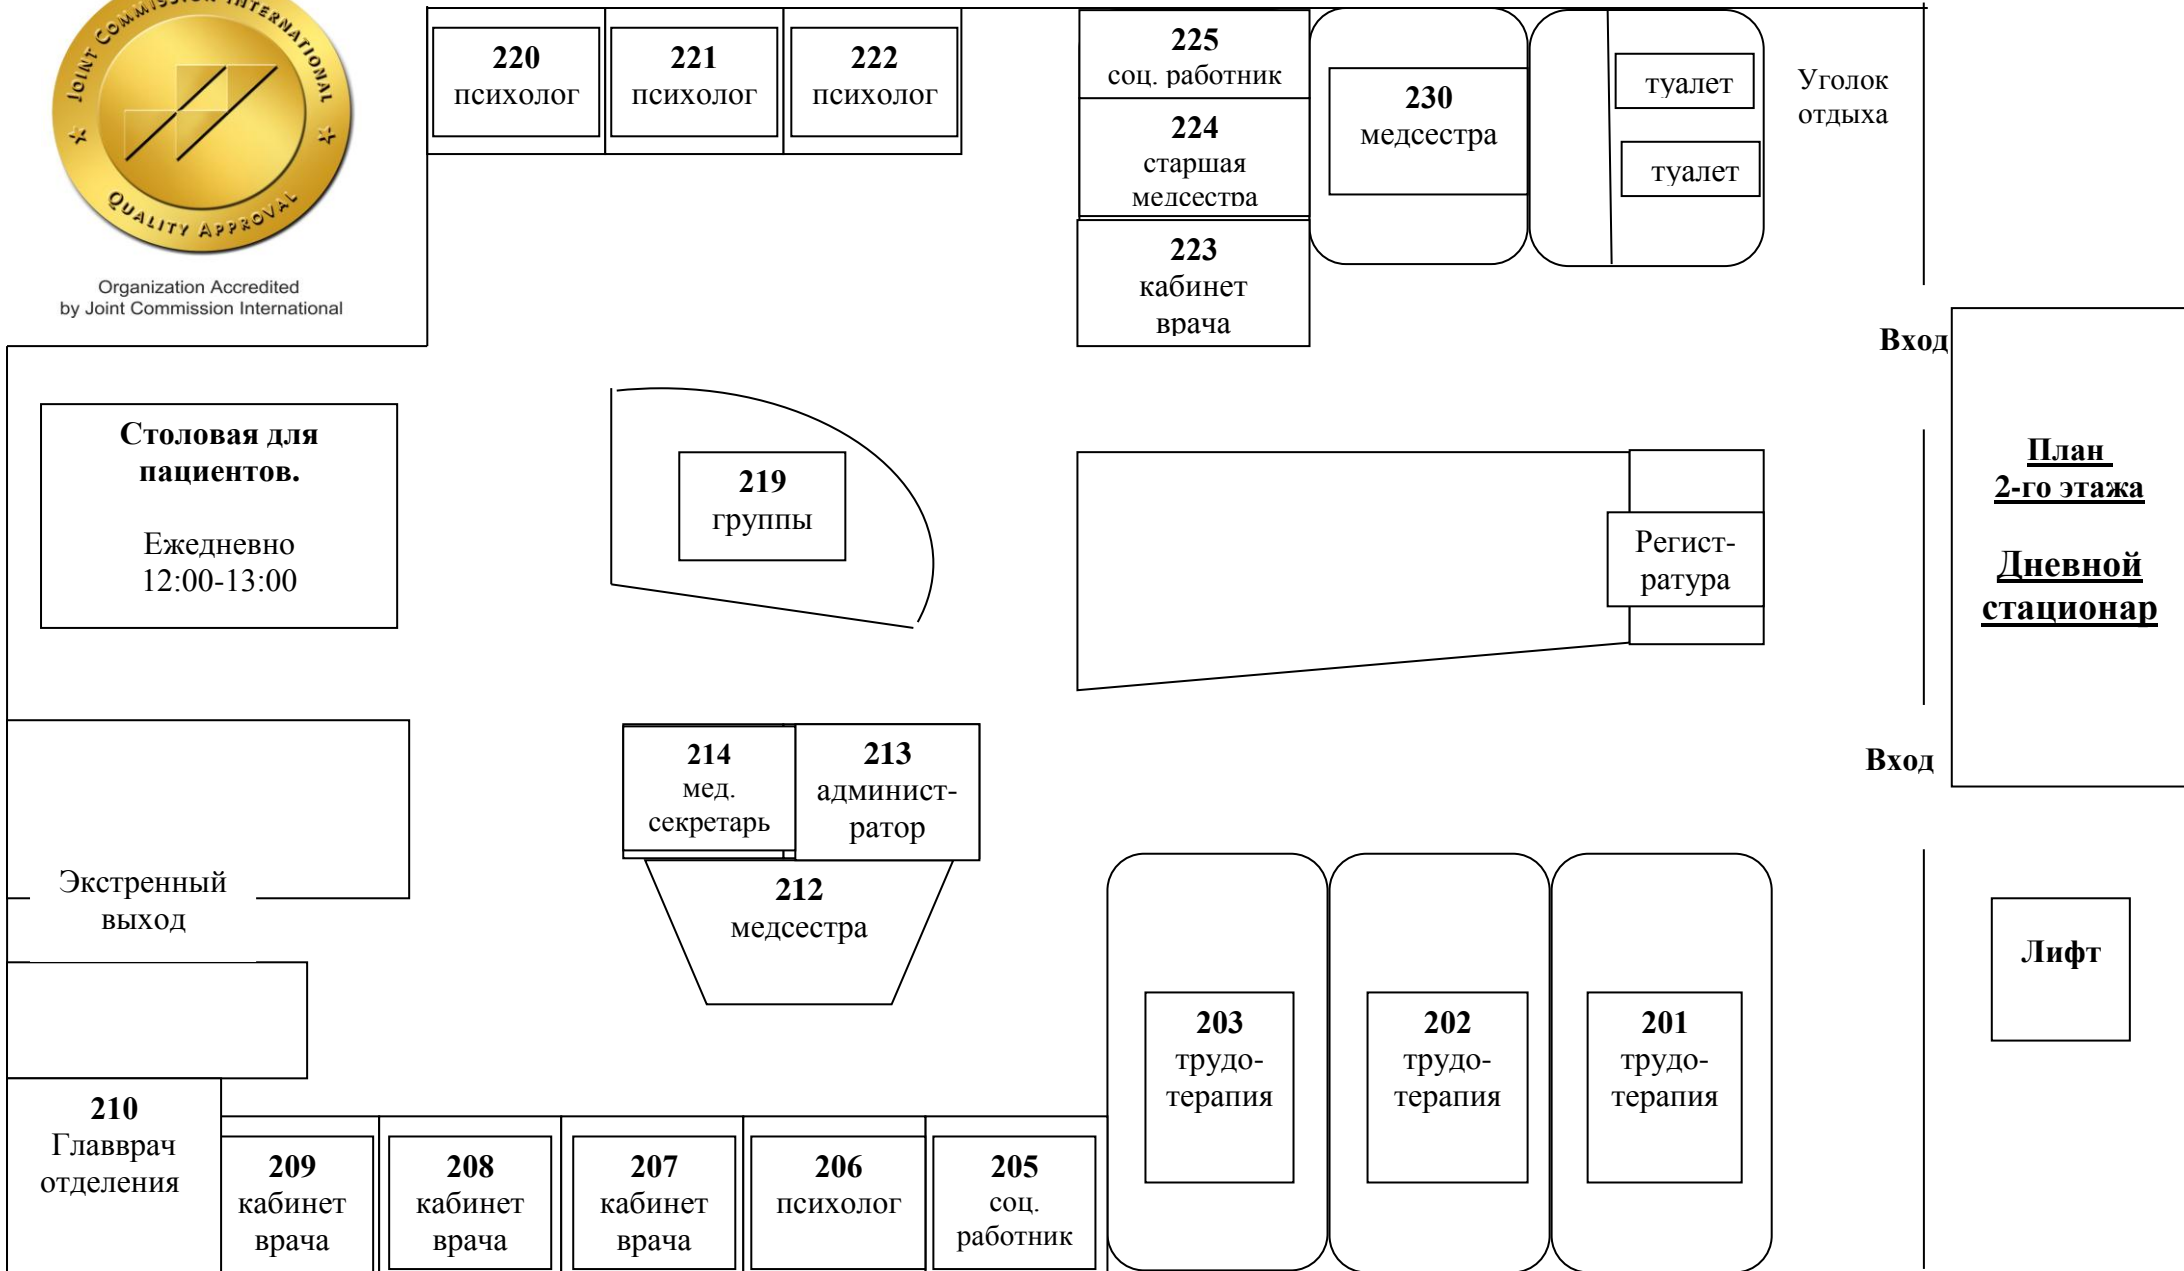 JOINT COMMISSION INTERNATIONAL
QUALITY APPROVAL
Organization Accredited
by Joint Commission International
220
психолог
221
психолог
222
психолог
225
соц. работник
224
старшая
медсестра
223
кабинет
врача
230
медсестра
туалет
туалет
Уголок
отдыха
Вход
Столовая для
пациентов.
Ежедневно
12:00-13:00
219
группы
Регист-
ратура
План
2-го этажа
Дневной
стационар
214
мед.
секретарь
213
админист-
ратор
212
медсестра
Вход
Экстренный
выход
Лифт
203
трудо-
терапия
202
трудо-
терапия
201
трудо-
терапия
210
Главврач
отделения
209
кабинет
врача
208
кабинет
врача
207
кабинет
врача
206
психолог
205
соц.
работник